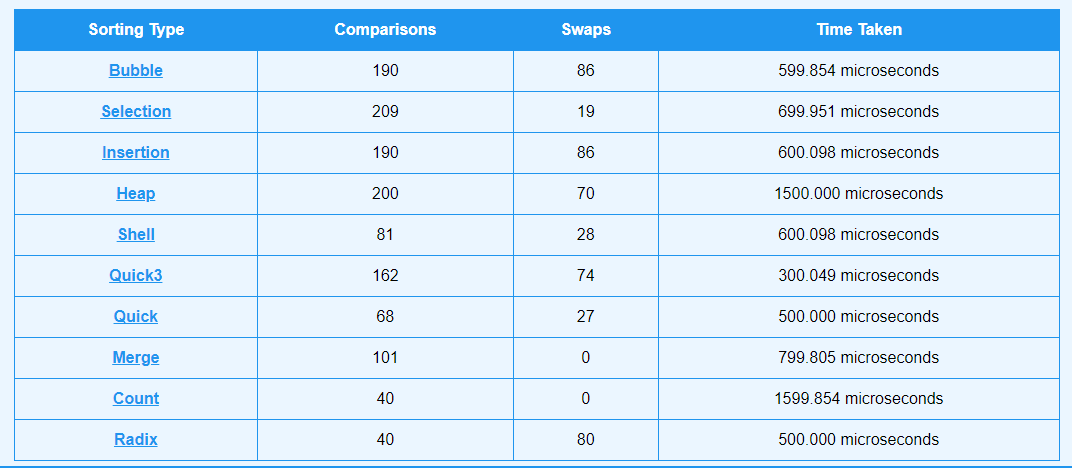 Sorting Type Comparisons Swaps Time Taken
Bubble 190 86 599.854 microseconds
Selection 209 19 699.951 microseconds
Insertion 190 86 600.098 microseconds
Heap 200 70 1500.000 microseconds
Shell 81 28 600.098 microseconds
Quick3 162 74 300.049 microseconds
Quick 68 27 500.000 microseconds
Merge 101 0 799.805 microseconds
Count 40 0 1599.854 microseconds
Radix 40 80 500.000 microseconds